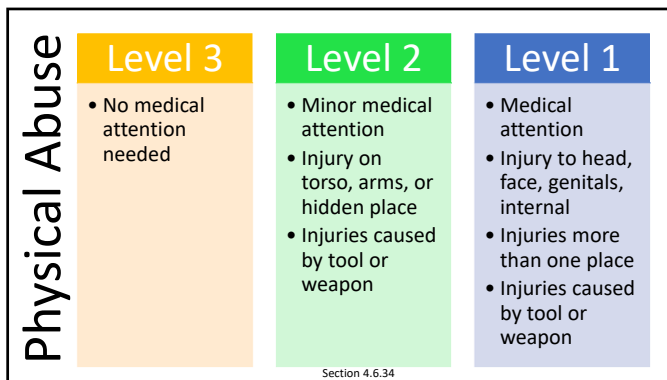 Physical Abuse
Level 3
• No medical
attention
needed
Level 2
• Minor medical
attention
• Injury on
torso, arms, or
hidden place
• Injuries caused
by tool or
weapon
Level 1
• Medical
attention
• Injury to head,
face, genitals,
internal
• Injuries more
than one place
• Injuries caused
by tool or
weapon
Section 4.6.34